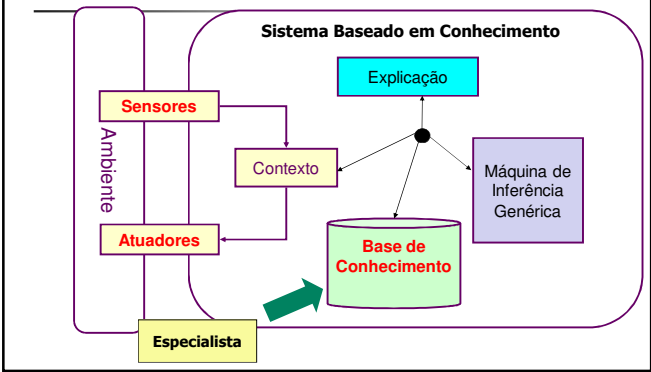 Sistema Baseado em Conhecimento
Explicação
Sensores
Ambiente
Contexto
Máquina de
Inferência
Genérica
Atuadores
Base de
Conhecimento
Especialista